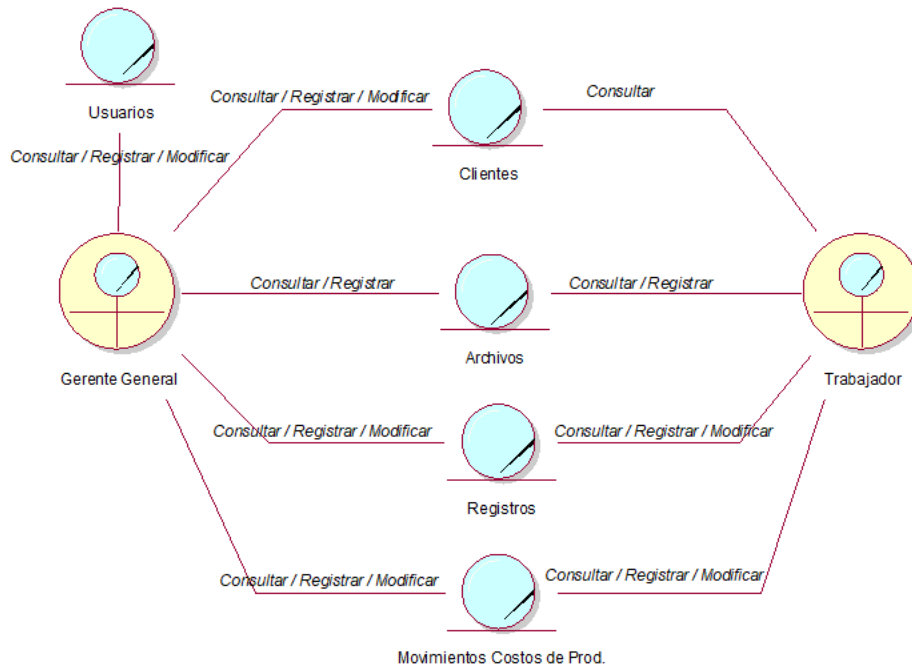 Usuarios
Consultar / Registrar / Modificar
Consultar / Registrar / Modificar
Consultar
Clientes
Consultar / Registrar
Consultar / Registrar
Gerente General
Archivos
Trabajador
Consultar / Registrar / Modificar
Consultar / Registrar / Modificar
Registros
Consultar / Registrar / Modificar
Consultar / Registrar / Modificar
Movimientos Costos de Prod.